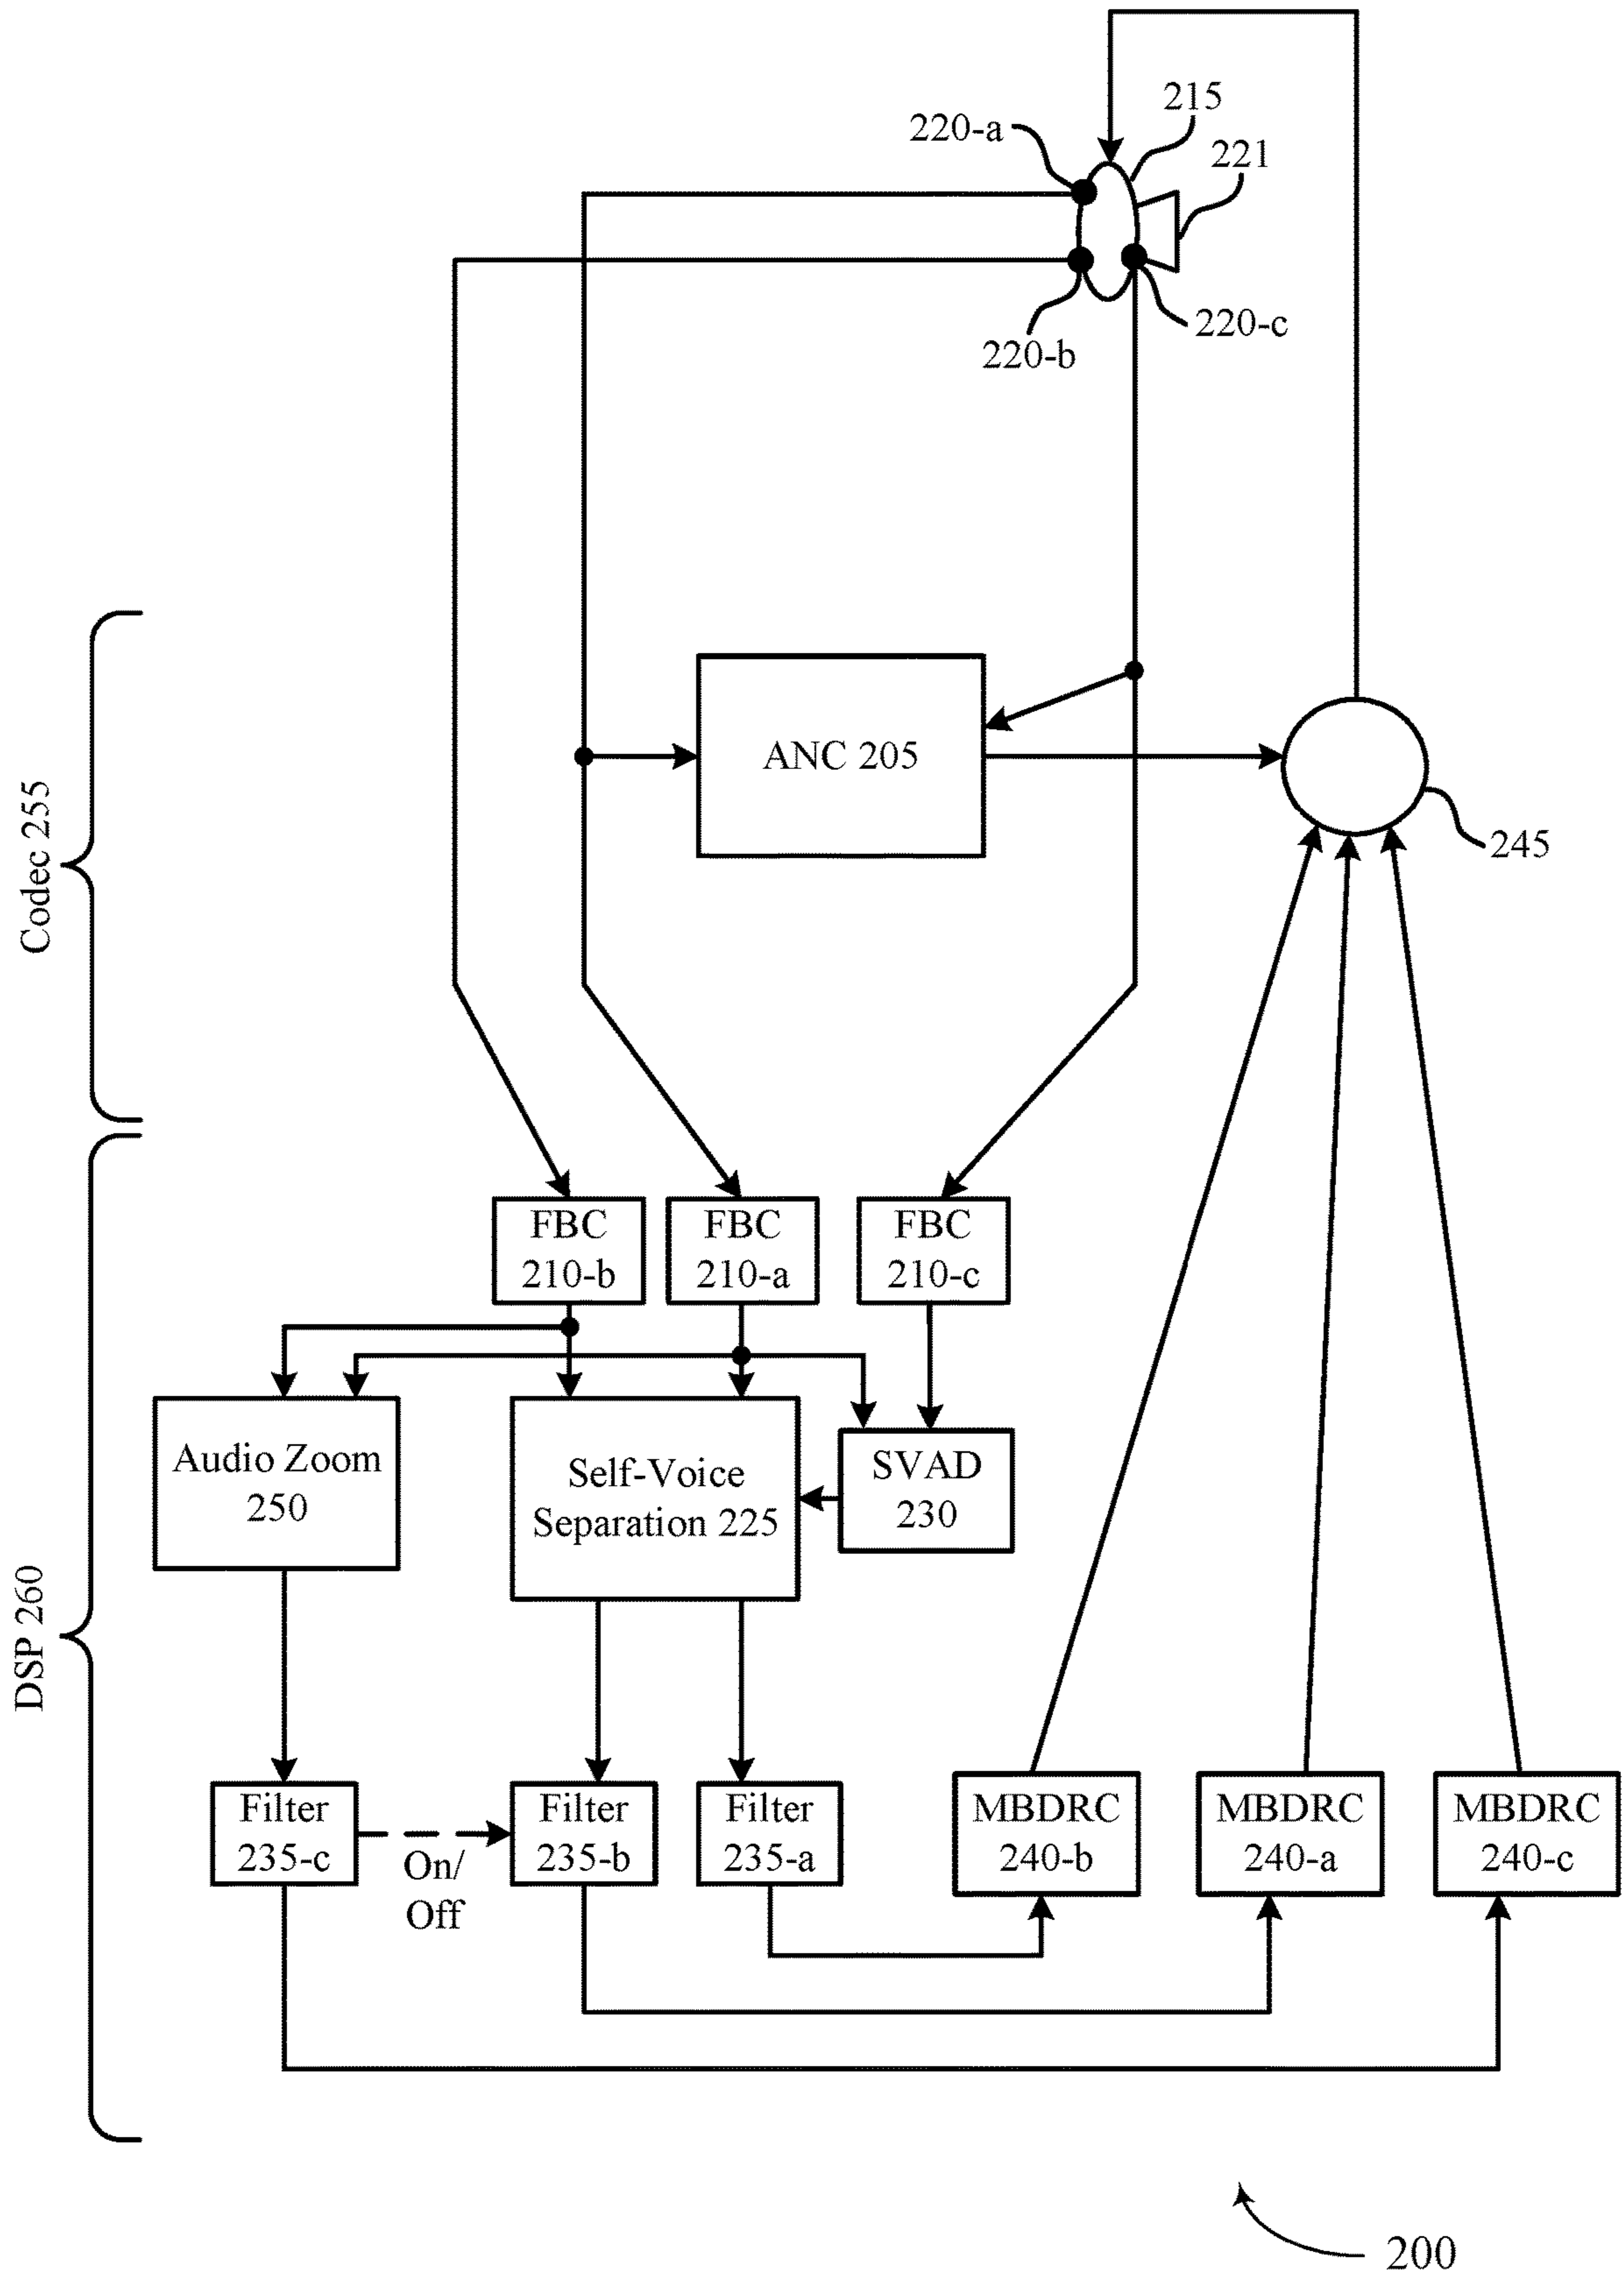 215
220-a
221
220-c
220-b
Codec 255
ANC 205
245
FBC
210-b
FBC
210-a
FBC
210-c
Audio Zoom
250
Self-Voice
Separation 225
SVAD
230
DSP 260
Filter
235-c
On/
Off
Filter
235-b
Filter
235-a
MBDRC
240-b
MBDRC
240-a
MBDRC
240-c
200